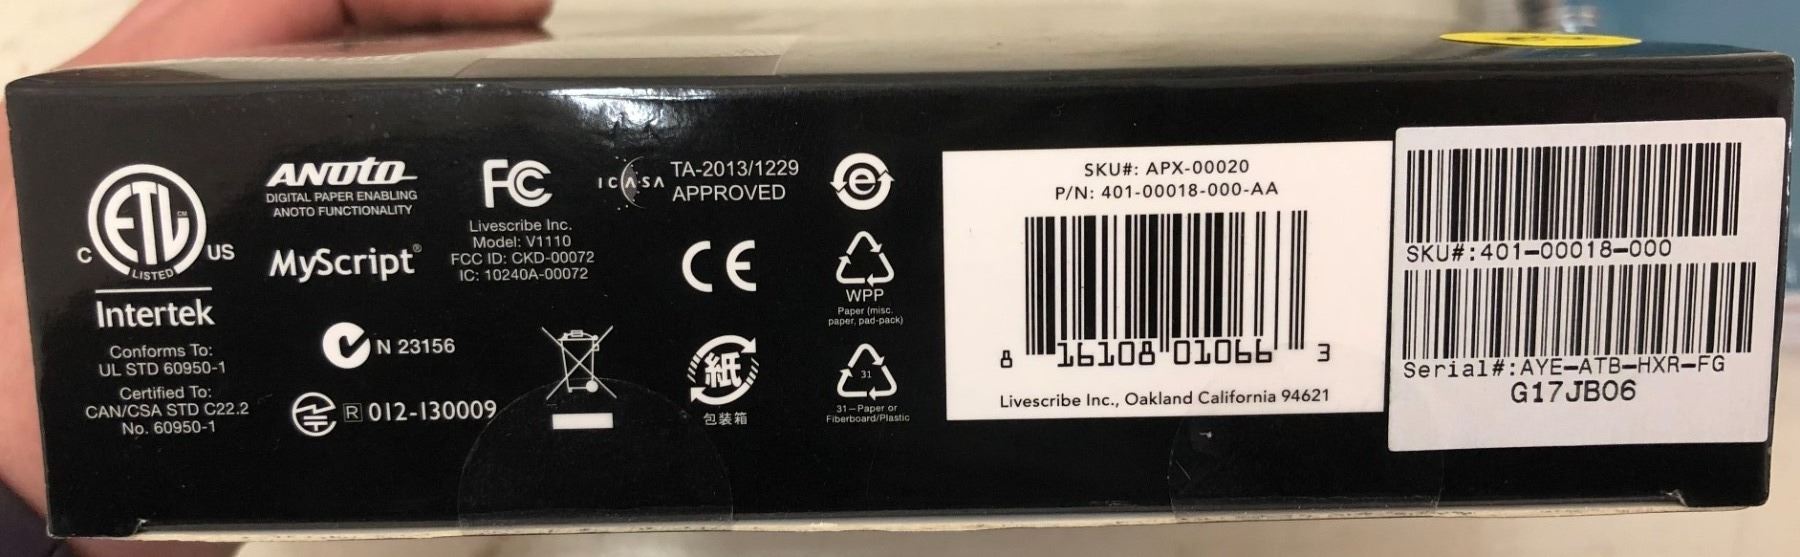 ETL CM
C US
LISTED
Intertek
Conforms To:
UL STD 60950-1
Certified To:
CAN/CSA STD C22.2
No. 60950-1
ANOTO
DIGITAL PAPER ENABLING
ANOTO FUNCTIONALITY
MyScript®
N 23156
R 012-130009
FC
Livescribe Inc.
Model: V1110
FCC ID: CKD-00072
IC: 10240A-00072
ICASA TA-2013/1229
APPROVED
CE
紙
包装箱
e
WPP
Paper (misc.
paper, pad-pack)
31
31—Paper or
Fiberboard/Plastic
SKU#: APX-00020
P/N: 401-00018-000-AA
8 16108 01066 3
Livescribe Inc., Oakland California 94621
SKU#:401-00018-000
Serial#:AYE-ATB-HXR-FG
G17JB06